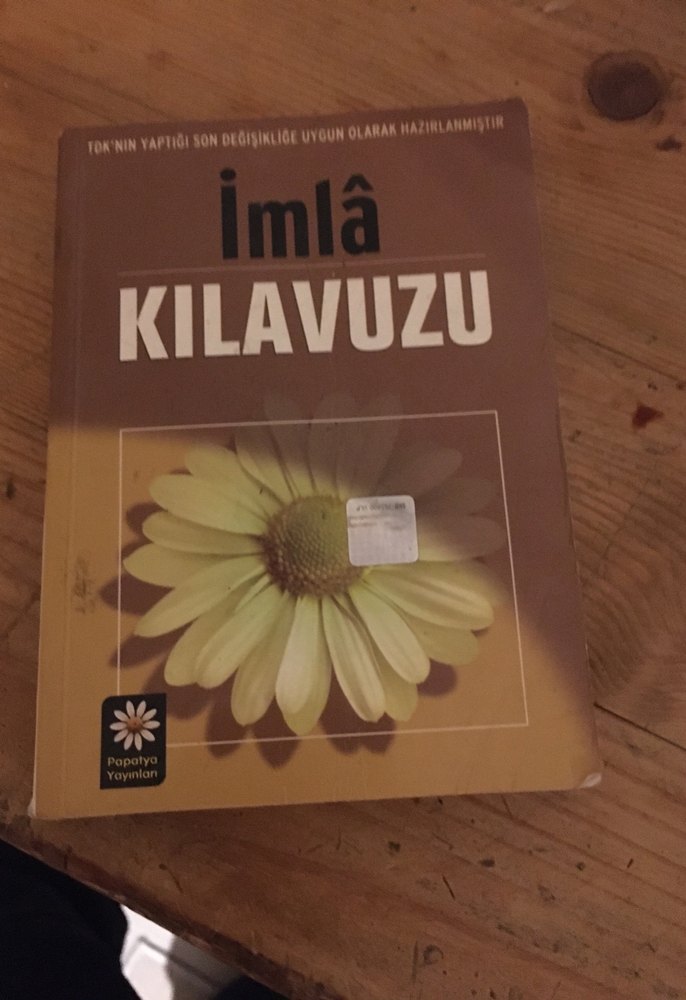 TDK'NIN YAPTIĞI SON DEĞİŞİKLİĞE UYGUN OLARAK HAZIRLANMIŞTIR
İmlâ
KILAVUZU
Papatya
Yayınları